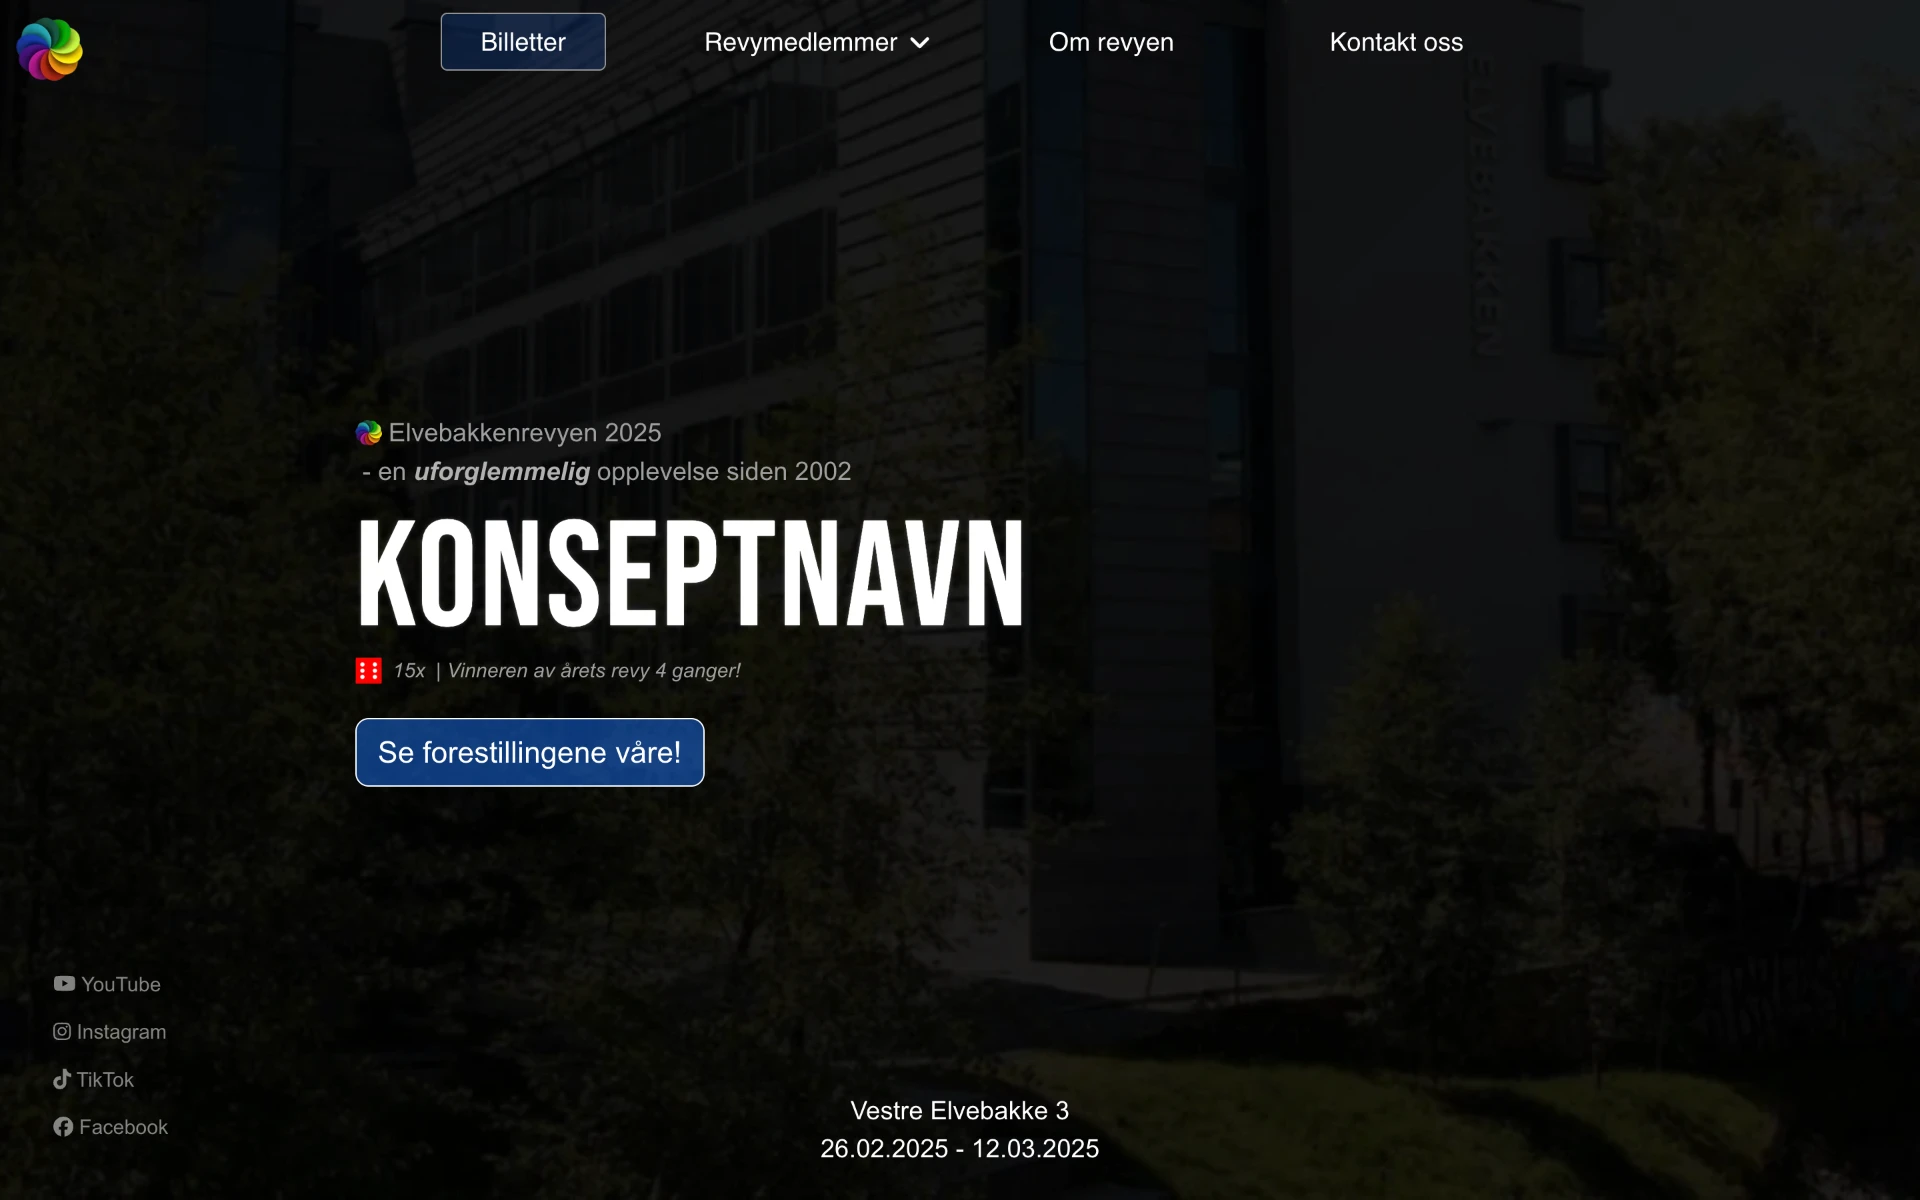 Billetter
Revymedlemmer
Om revyen
Kontakt oss
ELVEBAKKEN
Elvebakkenrevyen 2025
- en uforglemmelig opplevelse siden 2002
KONSEPTNAVN
15x | Vinneren av årets revy 4 ganger!
Se forestillingene våre!
YouTube
Instagram
TikTok
Facebook
Vestre Elvebakke 3
26.02.2025 - 12.03.2025